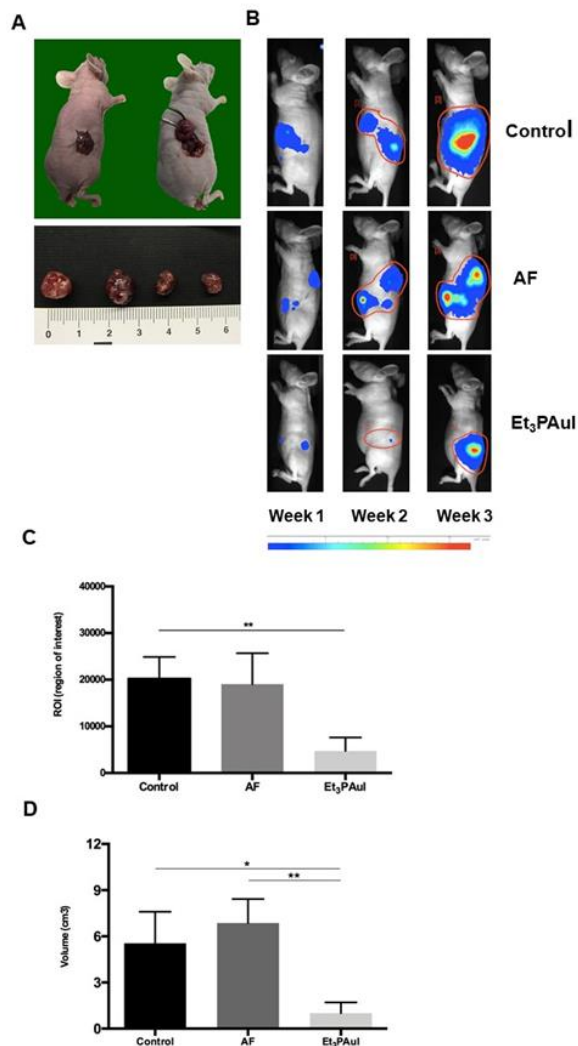 A
B
Control
AF
Et₃PAuI
0 1 2 3 4 5 6
Week 1 Week 2 Week 3
C
40000
30000
20000
10000
0
ROI (region of interest)
**
Control AF Et₃PAuI
D
12
9
6
3
0
Volume (cm3)
*
**
Control AF Et₃PAuI